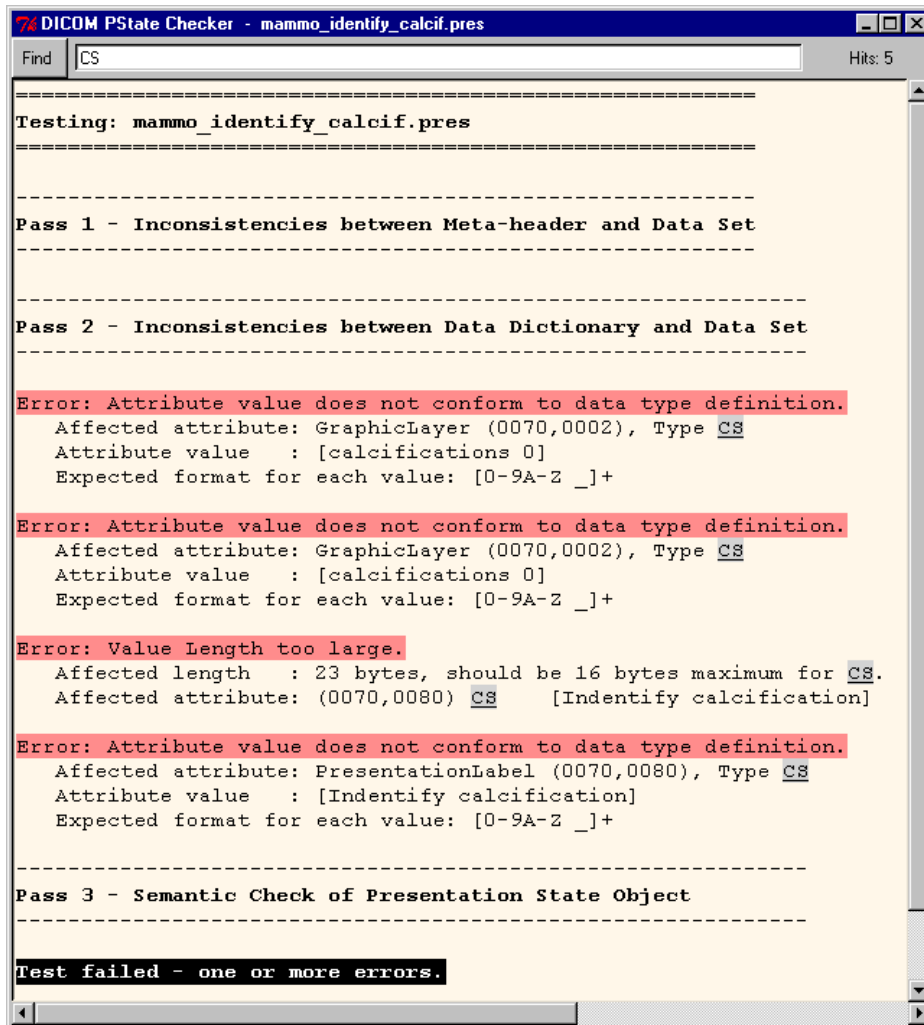 DICOM PState Checker - mammo_identify_calcif.pres
Find CS Hits: 5
=========================================================
Testing: mammo_identify_calcif.pres
=========================================================
---------------------------------------------------------
Pass 1 - Inconsistencies between Meta-header and Data Set
---------------------------------------------------------
-------------------------------------------------------------
Pass 2 - Inconsistencies between Data Dictionary and Data Set
-------------------------------------------------------------
Error: Attribute value does not conform to data type definition.
Affected attribute: GraphicLayer (0070,0002), Type CS
Attribute value   : [calcifications 0]
Expected format for each value: [0-9A-Z _]+
Error: Attribute value does not conform to data type definition.
Affected attribute: GraphicLayer (0070,0002), Type CS
Attribute value   : [calcifications 0]
Expected format for each value: [0-9A-Z _]+
Error: Value Length too large.
Affected length   : 23 bytes, should be 16 bytes maximum for CS.
Affected attribute: (0070,0080) CS    [Indentify calcification]
Error: Attribute value does not conform to data type definition.
Affected attribute: PresentationLabel (0070,0080), Type CS
Attribute value   : [Indentify calcification]
Expected format for each value: [0-9A-Z _]+
-------------------------------------------------------------
Pass 3 - Semantic Check of Presentation State Object
-------------------------------------------------------------
Test failed - one or more errors.